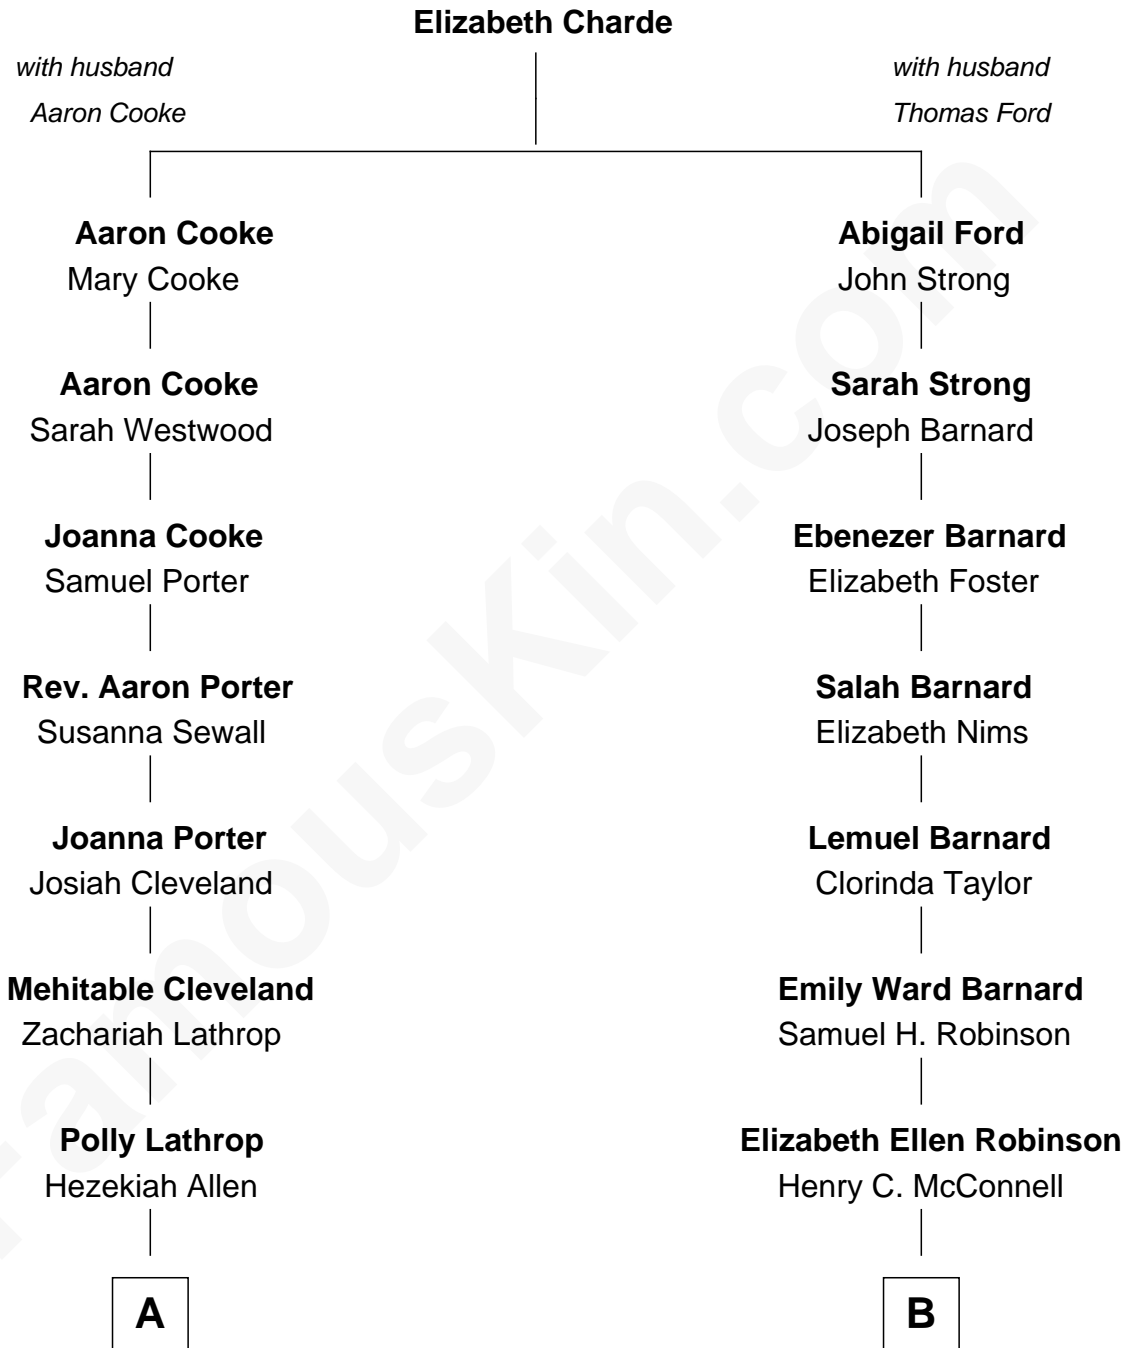 Elizabeth Charde
with husband
Aaron Cooke
with husband
Thomas Ford
Aaron Cooke
Mary Cooke
Abigail Ford
John Strong
Aaron Cooke
Sarah Westwood
Sarah Strong
Joseph Barnard
Joanna Cooke
Samuel Porter
Ebenezer Barnard
Elizabeth Foster
Rev. Aaron Porter
Susanna Sewall
Salah Barnard
Elizabeth Nims
Joanna Porter
Josiah Cleveland
Lemuel Barnard
Clorinda Taylor
Mehitable Cleveland
Zachariah Lathrop
Emily Ward Barnard
Samuel H. Robinson
Polly Lathrop
Hezekiah Allen
Elizabeth Ellen Robinson
Henry C. McConnell
A
B
FamousKin.com